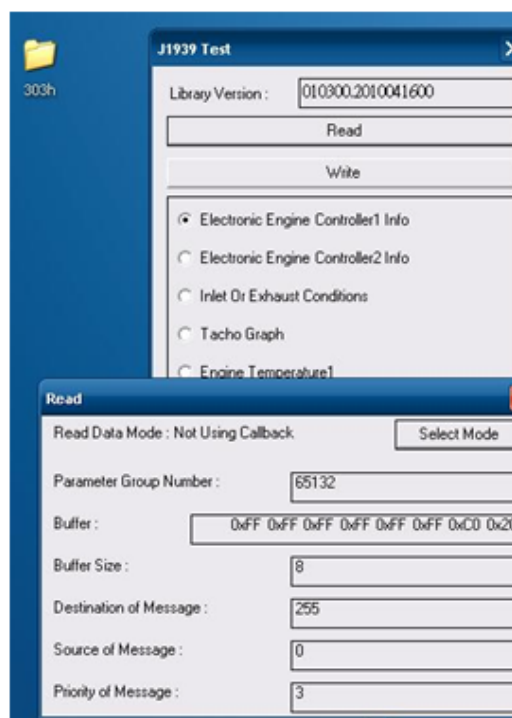 303h
J1939 Test
Library Version : 010300.2010041600
Read
Write
Electronic Engine Controller1 Info
Electronic Engine Controller2 Info
Inlet Or Exhaust Conditions
Tacho Graph
Engine Temperature1
Read
Read Data Mode : Not Using Callback Select Mode
Parameter Group Number : 65132
Buffer : 0xFF 0xFF 0xFF 0xFF 0xFF 0xFF 0xC0 0x20
Buffer Size : 8
Destination of Message : 255
Source of Message : 0
Priority of Message : 3